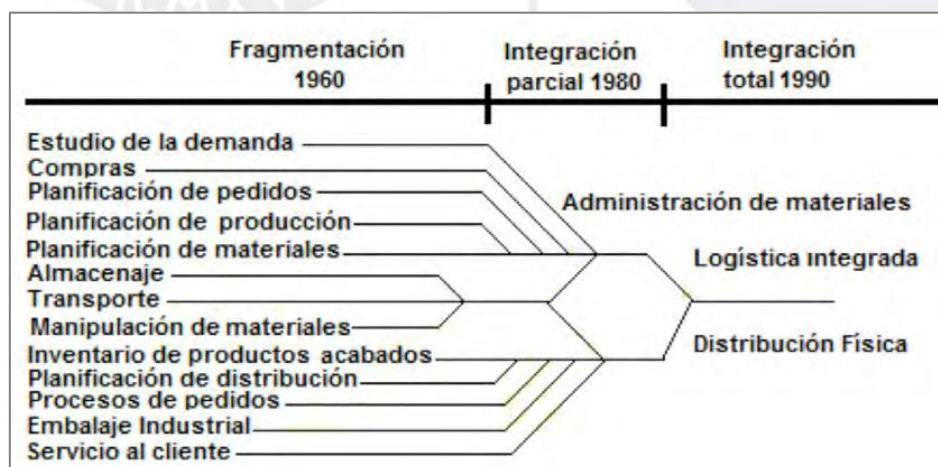 Fragmentación
1960
Integración
parcial 1980
Integración
total 1990
Estudio de la demanda
Compras
Planificación de pedidos
Planificación de producción
Planificación de materiales
Almacenaje
Transporte
Manipulación de materiales
Inventario de productos acabados
Planificación de distribución
Procesos de pedidos
Embalaje Industrial
Servicio al cliente
Administración de materiales
Logística integrada
Distribución Física